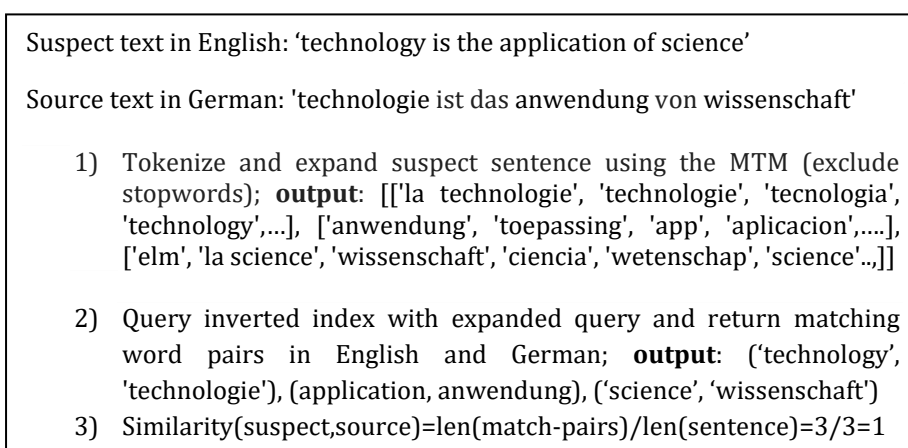 Suspect text in English: ‘technology is the application of science’
Source text in German: 'technologie ist das anwendung von wissenschaft'
1) Tokenize and expand suspect sentence using the MTM (exclude
stopwords); output: [['la technologie', 'technologie', 'tecnologia',
'technology',...], ['anwendung', 'toepassing', 'app', 'aplicacion',....],
['elm', 'la science', 'wissenschaft', 'ciencia', 'wetenschap', 'science'..,]]
2) Query inverted index with expanded query and return matching
word pairs in English and German; output: (‘technology’,
'technologie'), (application, anwendung), (‘science’, ‘wissenschaft')
3) Similarity(suspect,source)=len(match-pairs)/len(sentence)=3/3=1